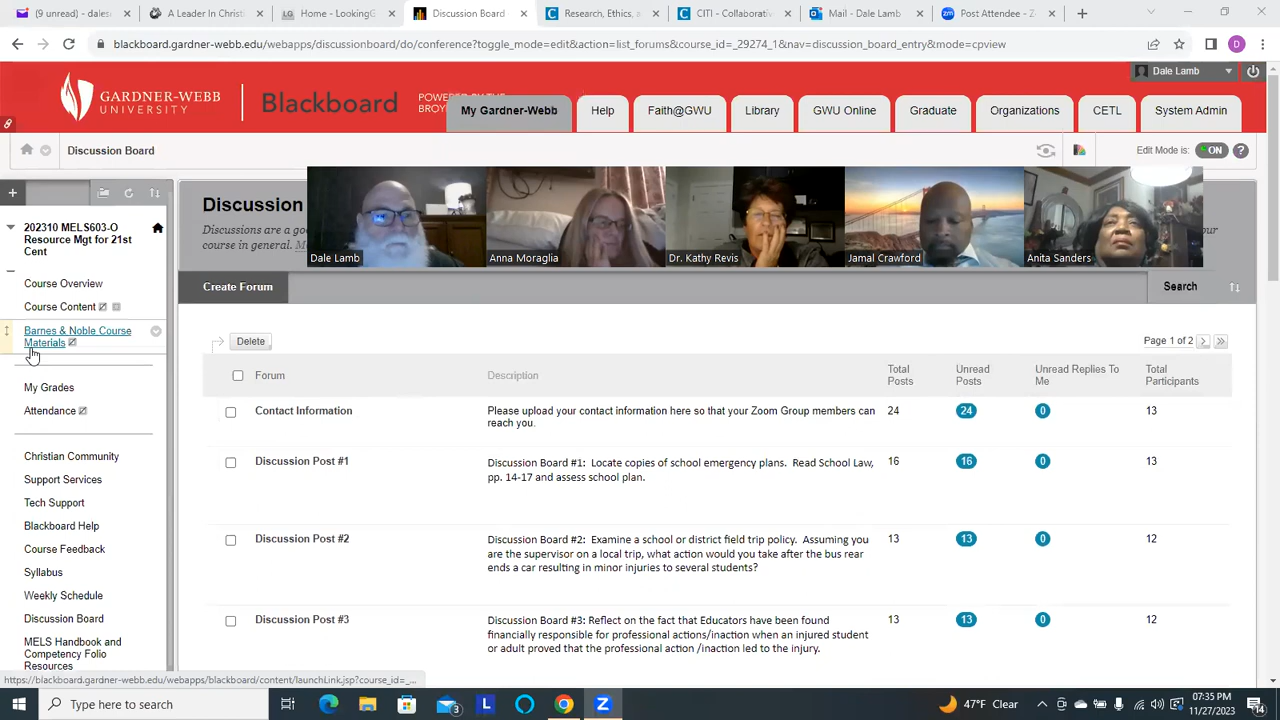 (9 unread) - dales
A Leader In Christi
Home - LookingG
Discussion Board
Research, Ethics, a
CITI - Collaborativ
Mail - Dale Lamb
Post Attendee - Z
blackboard.gardner-webb.edu/webapps/discussionboard/do/conference?toggle_mode=edit&action=list_forums&course_id=_29274_1&nav=discussion_board_entry&mode=cpview
D
Dale Lamb
GARDNER-WEBB
UNIVERSITY
Blackboard
POWERED BY THE
BROY
My Gardner-Webb
Help
Faith@GWU
Library
GWU Online
Graduate
Organizations
CETL
System Admin
Discussion Board
Edit Mode is:
ON
?
202310 MELS603-O
Resource Mgt for 21st
Cent
Course Overview
Course Content
Barnes & Noble Course
Materials
My Grades
Attendance
Christian Community
Support Services
Tech Support
Blackboard Help
Course Feedback
Syllabus
Weekly Schedule
Discussion Board
MELS Handbook and
Competency Folio
Resources
Discussion
Discussions are a go
course in general.
our
Dale Lamb
Anna Moraglia
Dr. Kathy Revis
Jamal Crawford
Anita Sanders
Create Forum
Search
Delete
Page 1 of 2
Forum
Description
Total
Posts
Unread
Posts
Unread Replies To
Me
Total
Participants
Contact Information
Please upload your contact information here so that your Zoom Group members can
reach you.
24
24
0
13
Discussion Post #1
Discussion Board #1: Locate copies of school emergency plans. Read School Law,
pp. 14-17 and assess school plan.
16
16
0
13
Discussion Post #2
Discussion Board #2: Examine a school or district field trip policy. Assuming you
are the supervisor on a local trip, what action would you take after the bus rear
ends a car resulting in minor injuries to several students?
13
13
0
12
Discussion Post #3
Discussion Board #3: Reflect on the fact that Educators have been found
financially responsible for professional actions/inaction when an injured student
or adult proved that the professional action /inaction led to the injury.
13
13
0
12
https://blackboard.gardner-webb.edu/webapps/blackboard/content/launchLink.jsp?course_id=_...
Type here to search
3
L
47°F Clear
07:35 PM
11/27/2023
14